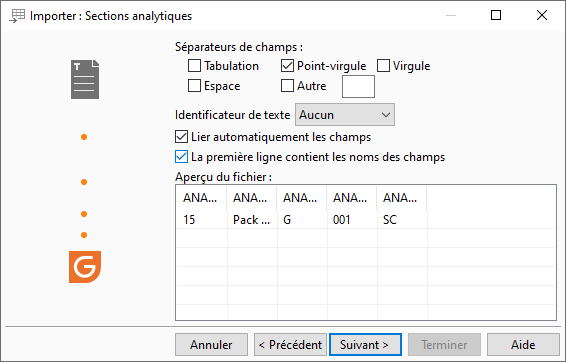 Importer : Sections analytiques
Séparateurs de champs :
Tabulation Point-virgule Virgule
Espace Autre
Identificateur de texte Aucun
Lier automatiquement les champs
La première ligne contient les noms des champs
Aperçu du fichier :
ANA... ANA... ANA... ANA... ANA...
15 Pack ... G 001 SC
Annuler < Précédent Suivant > Terminer Aide